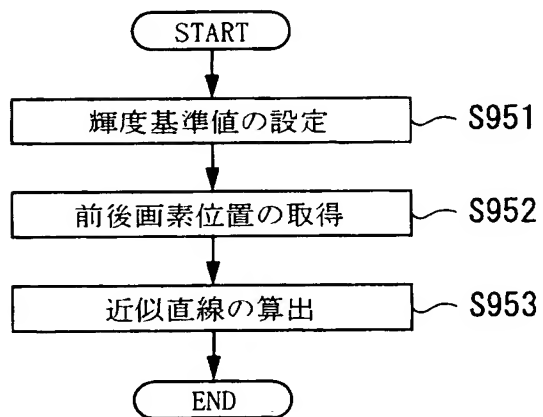 START
輝度基準値の設定
S951
前後画素位置の取得
S952
近似直線の算出
S953
END